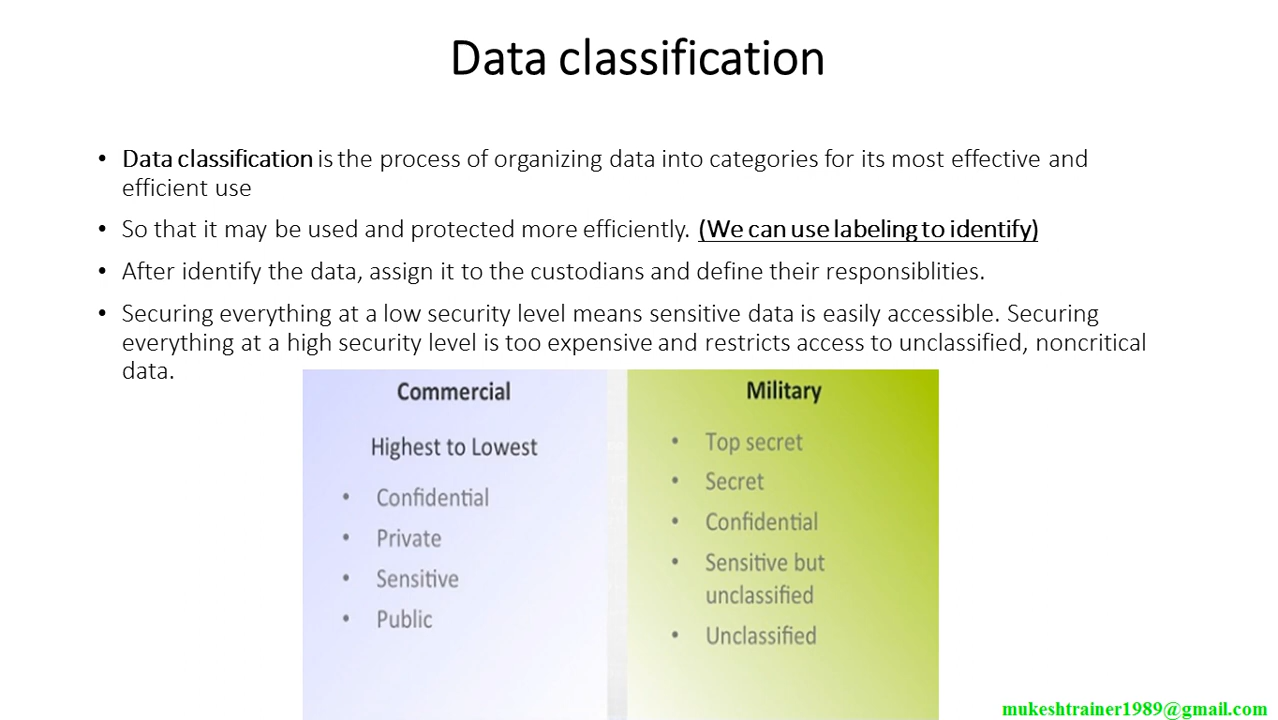 Data classification
• Data classification is the process of organizing data into categories for its most effective and
efficient use
• So that it may be used and protected more efficiently. (We can use labeling to identify)
• After identify the data, assign it to the custodians and define their responsiblities.
• Securing everything at a low security level means sensitive data is easily accessible. Securing
everything at a high security level is too expensive and restricts access to unclassified, noncritical
data.
Commercial
Highest to Lowest
• Confidential
• Private
• Sensitive
• Public
Military
• Top secret
• Secret
• Confidential
• Sensitive but
unclassified
• Unclassified
mukeshtrainer1989@gmail.com